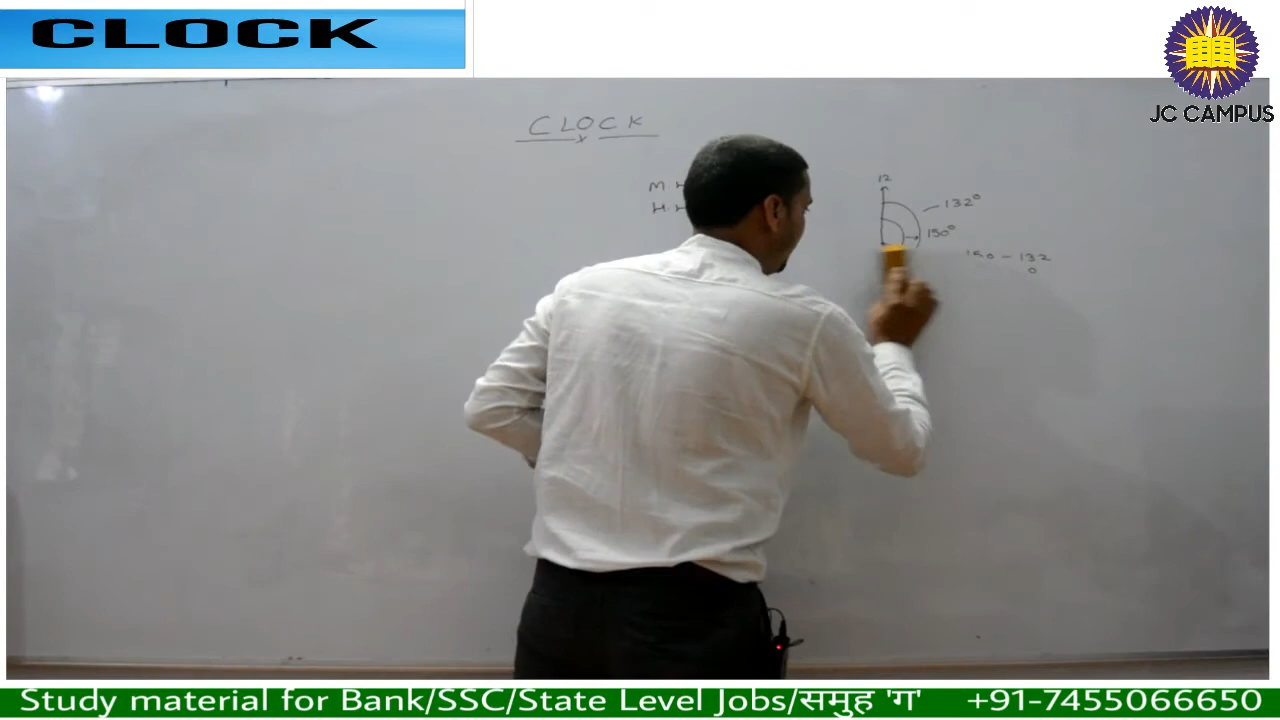 CLOCK
JC CAMPUS
CLOCK
M.
H.
12
132°
150°
150 - 132
0
Study material for Bank/SSC/State Level Jobs/समुह 'ग' +91-7455066650